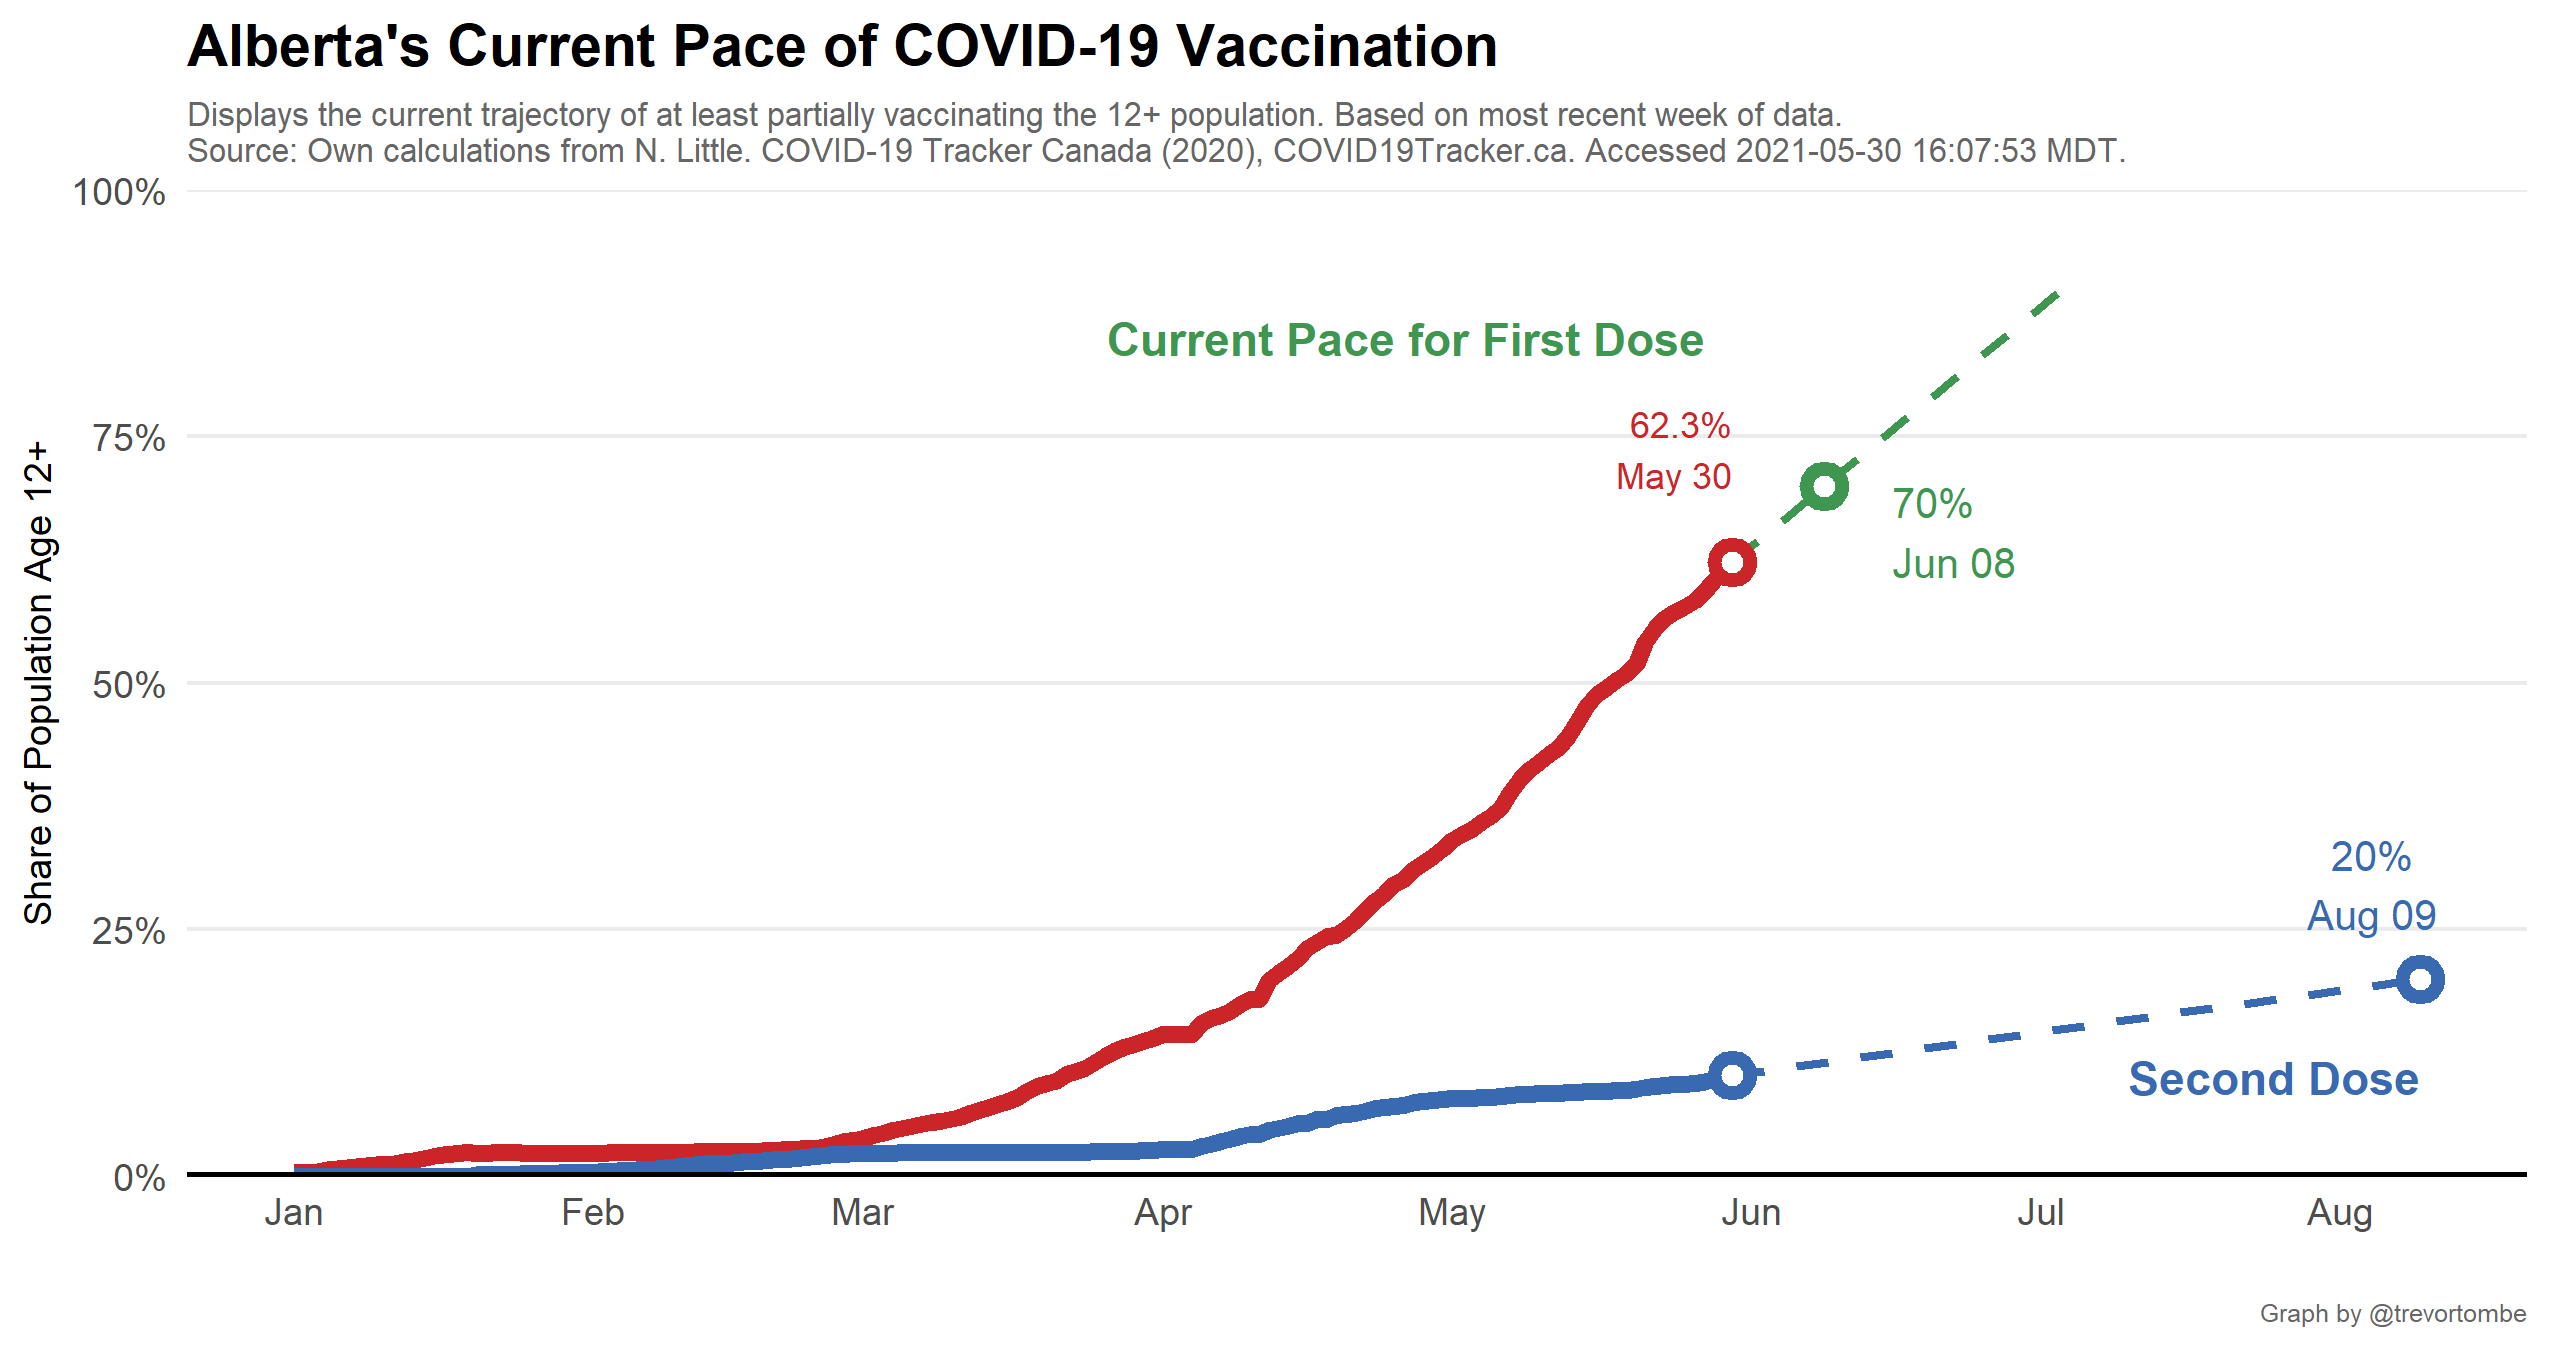 Alberta's Current Pace of COVID-19 Vaccination
Displays the current trajectory of at least partially vaccinating the 12+ population. Based on most recent week of data.
Source: Own calculations from N. Little. COVID-19 Tracker Canada (2020), COVID19Tracker.ca. Accessed 2021-05-30 16:07:53 MDT.
100%
75%
50%
25%
0%
Share of Population Age 12+
Current Pace for First Dose
62.3%
May 30
70%
Jun 08
20%
Aug 09
Second Dose
Jan Feb Mar Apr May Jun Jul Aug
Graph by @trevortombe